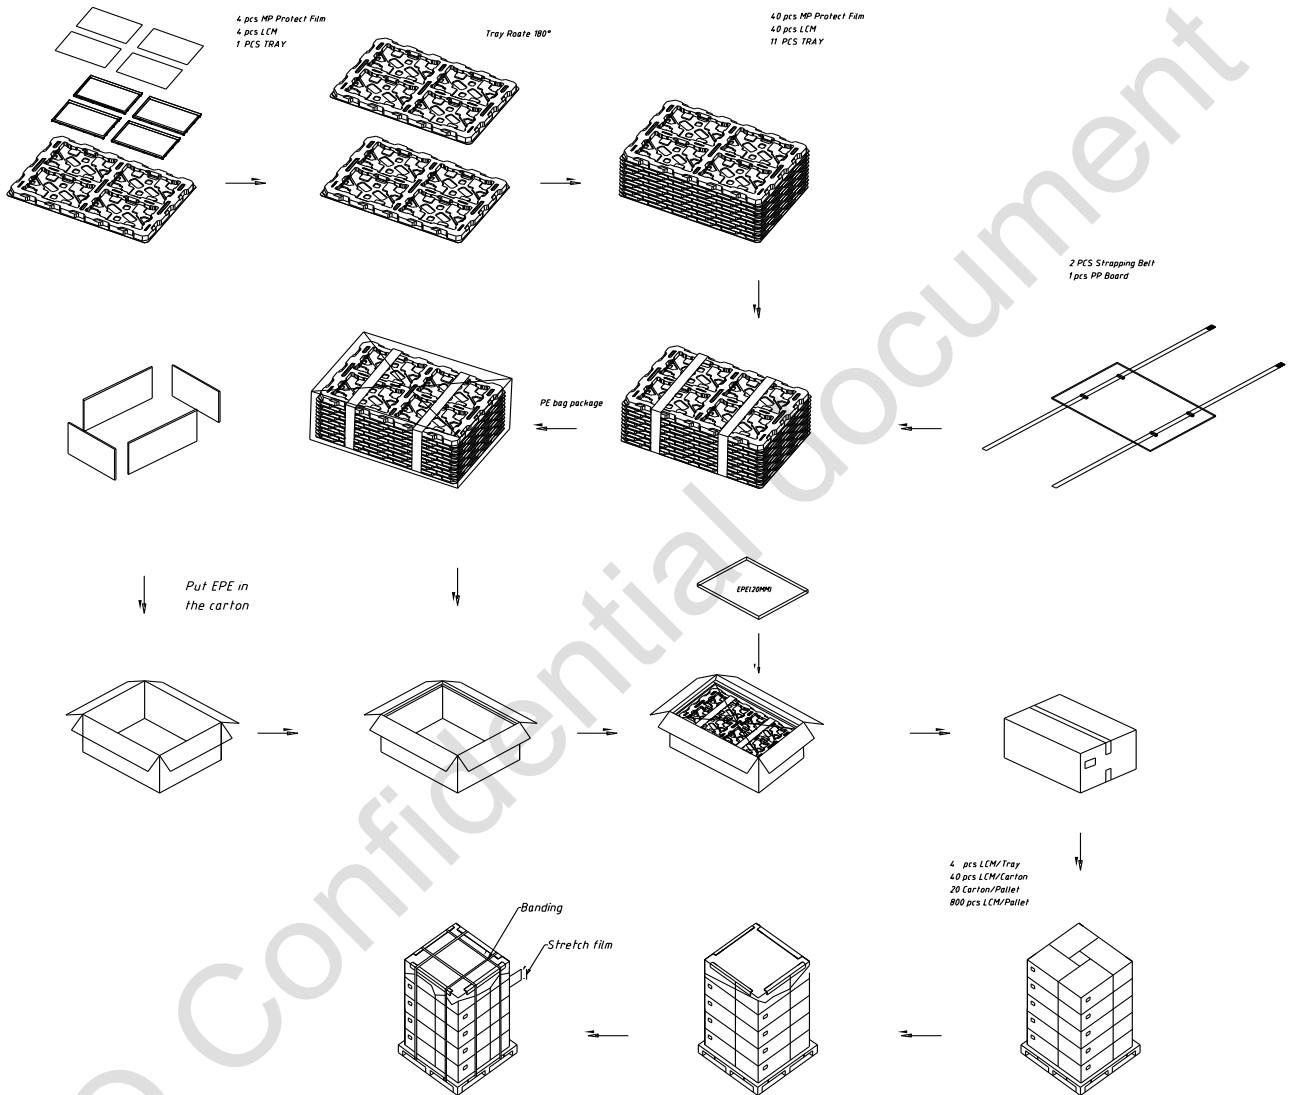 4 pcs MP Protect Film
4 pcs LCM
1 PCS TRAY
Tray Roate 180°
40 pcs MP Protect Film
40 pcs LCM
11 PCS TRAY
2 PCS Strapping Belt
1 pcs PP Board
PE bag package
Put EPE in
the carton
EPE(20MM)
4 pcs LCM/Tray
40 pcs LCM/Carton
20 Carton/Pallet
800 pcs LCM/Pallet
Banding
Stretch film
Confidential document